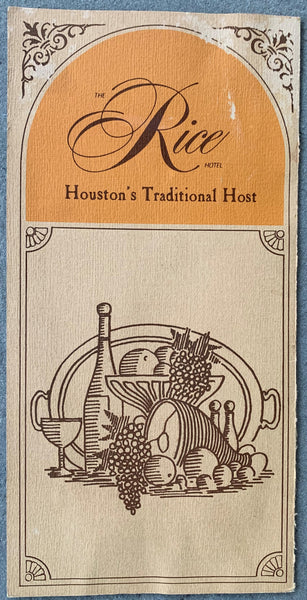 THE
Rice
HOTEL
Houston's Traditional Host